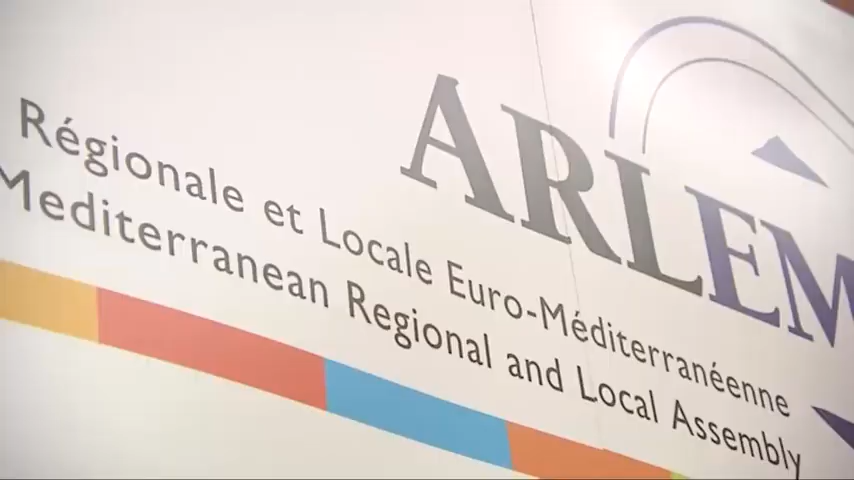 ARLEM
Régionale et Locale Euro-Méditerranéenne
Mediterranean Regional and Local Assembly